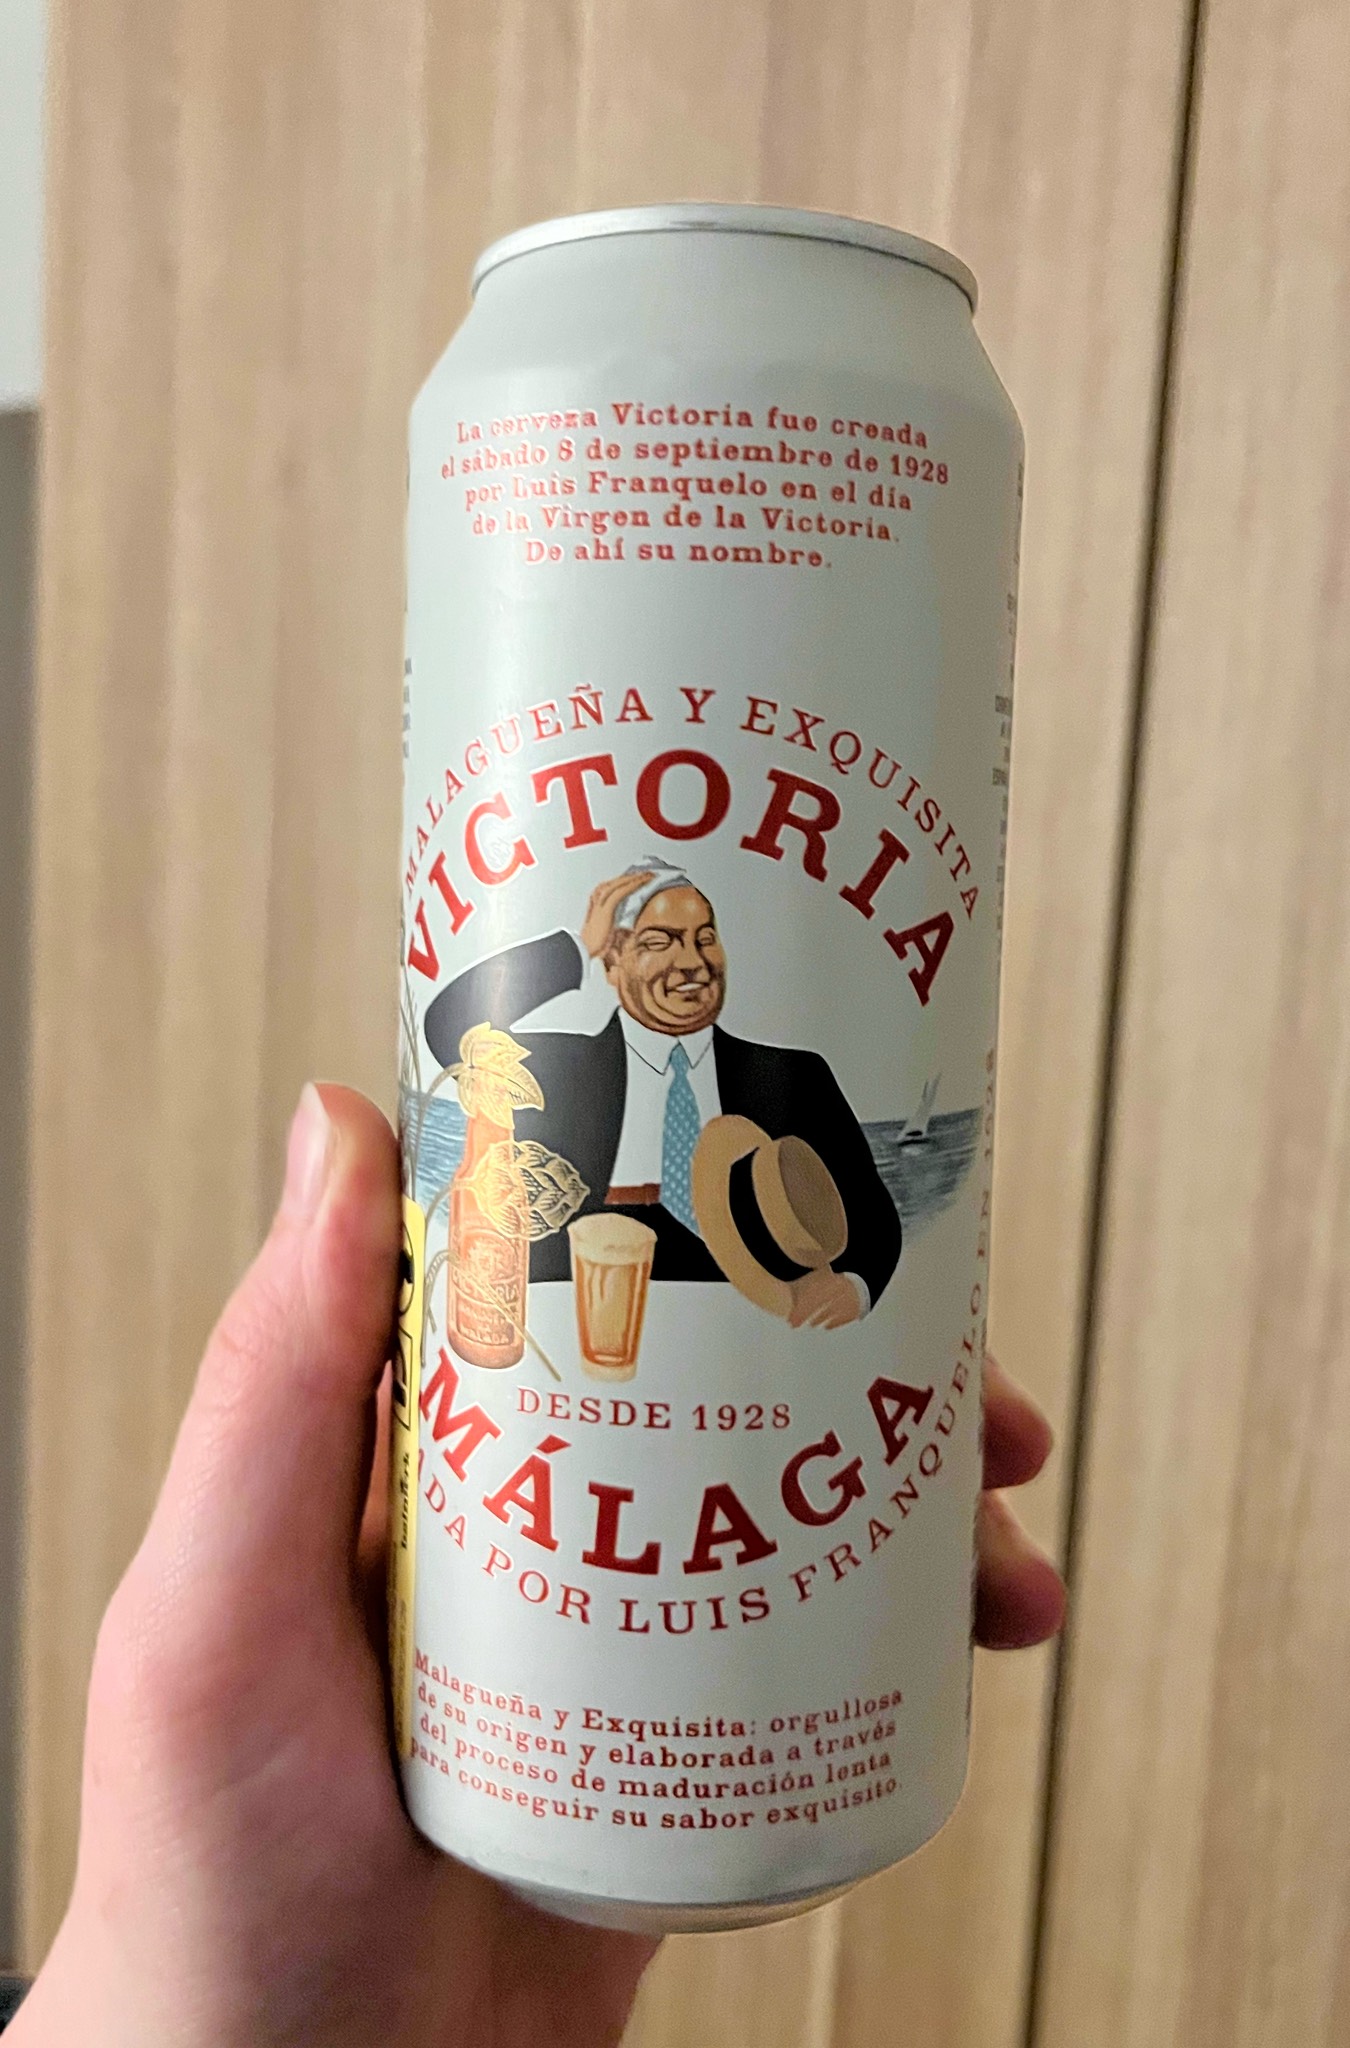 La cerveza Victoria fue creada
el sábado 8 de septiembre de 1928
por Luis Franquelo en el día
de la Virgen de la Victoria.
De ahí su nombre.
MALAGUEÑA Y EXQUISITA
VICTORIA
DESDE 1928
MÁLAGA
POR LUIS FRANQUELO EN 1928
Malagueña y Exquisita: orgullosa
de su origen y elaborada a través
del proceso de maduración lenta
para conseguir su sabor exquisito.